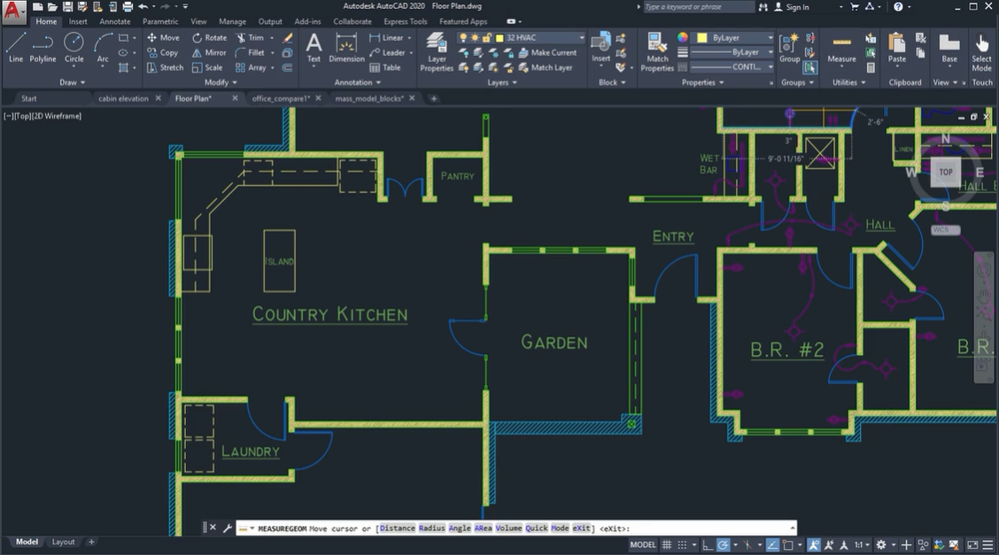 Autodesk AutoCAD 2020 Floor Plan.dwg
Type a keyword or phrase
Sign In
Home Insert Annotate Parametric View Manage Output Add-ins Collaborate Express Tools Featured Apps
Line Polyline Circle Arc
Move Rotate Trim
Copy Mirror Fillet
Stretch Scale Array
Text Dimension
Linear
Leader
Table
Layer Properties
32 HVAC
Make Current
Match Layer
Insert
Match Properties
ByLayer
ByLayer
CONTI...
Group
Measure
Paste
Base
Select Mode
Draw Modify Annotation Layers Block Properties Groups Utilities Clipboard View Touch
Start cabin elevation Floor Plan* office_compare1* mass_model_blocks*
[−][Top][2D Wireframe]
2'-6"
3"
9'-0 11/16"
WET BAR
LINEN
N
W TOP E
S
WCS
HALL
PANTRY
ENTRY
HALL
ISLAND
COUNTRY KITCHEN
GARDEN
B.R. #2
B.R.
LAUNDRY
MEASUREGEOM Move cursor or [Distance Radius Angle ARea Volume Quick Mode eXit] <eXit>:
Model Layout
MODEL 1:1